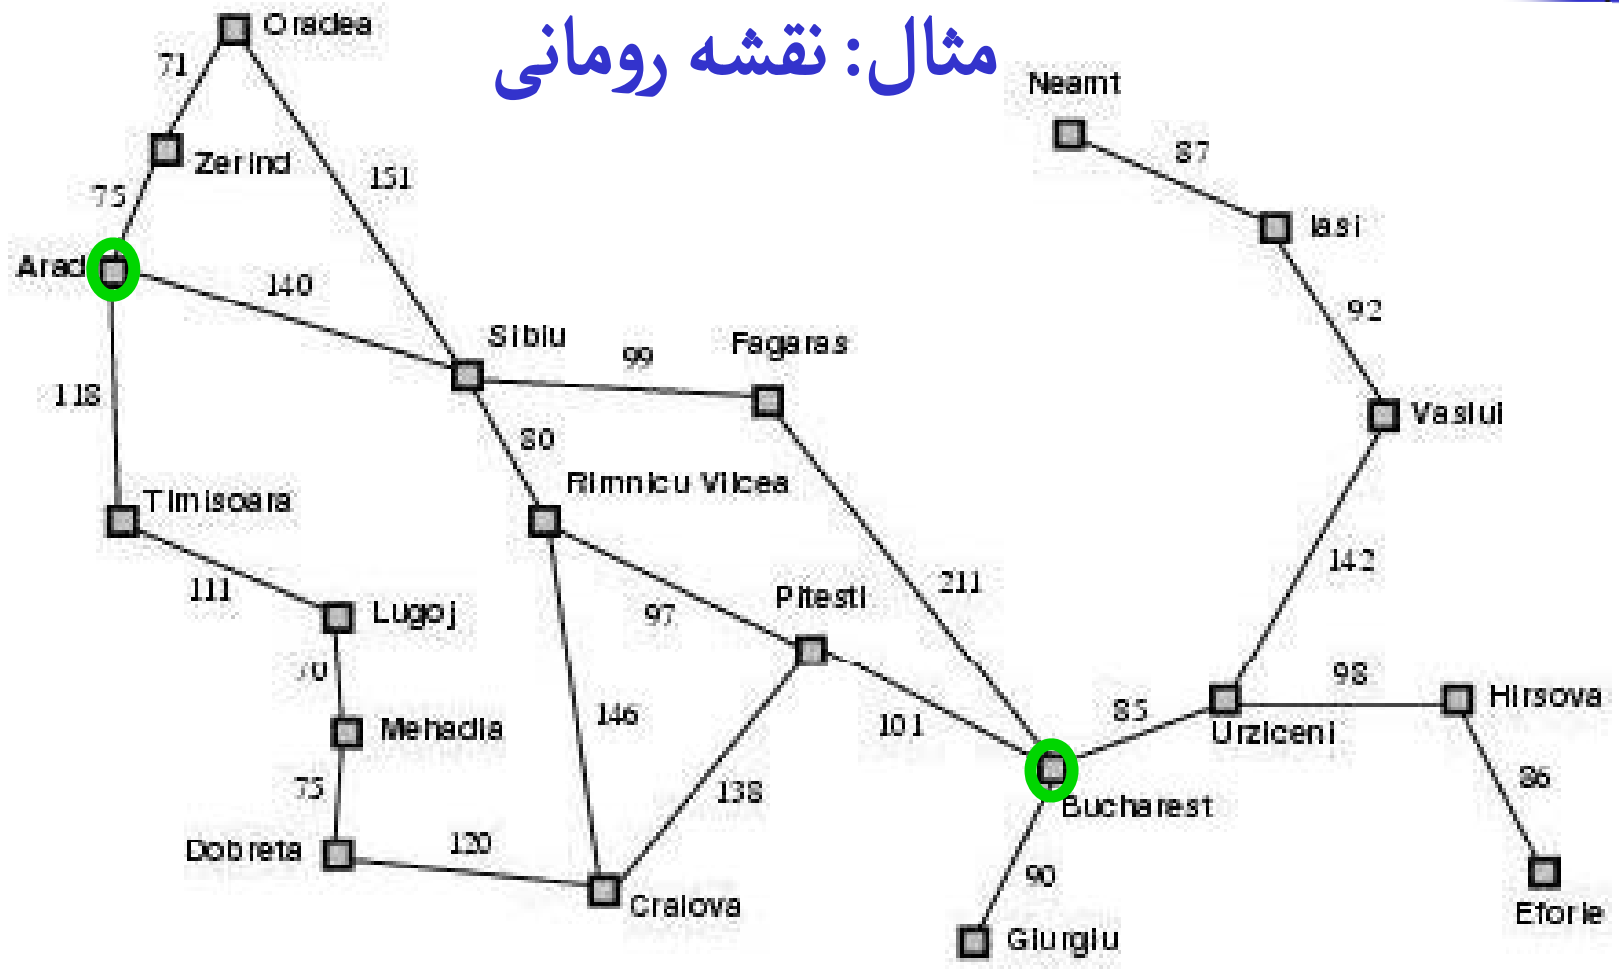 مثال: نقشه رومانی
Oradea
71
Neamt
87
Zerind
151
75
Iasi
Arad
140
92
Sibiu
99
Fagaras
118
80
Vaslui
Rimnicu Vilcea
Timisoara
142
111
211
Lugoj
97
Pitesti
70
98
Hirsova
146
101
85
Mehadia
Urziceni
75
138
86
Bucharest
Dobreta
120
90
Craiova
Eforie
Giurgiu